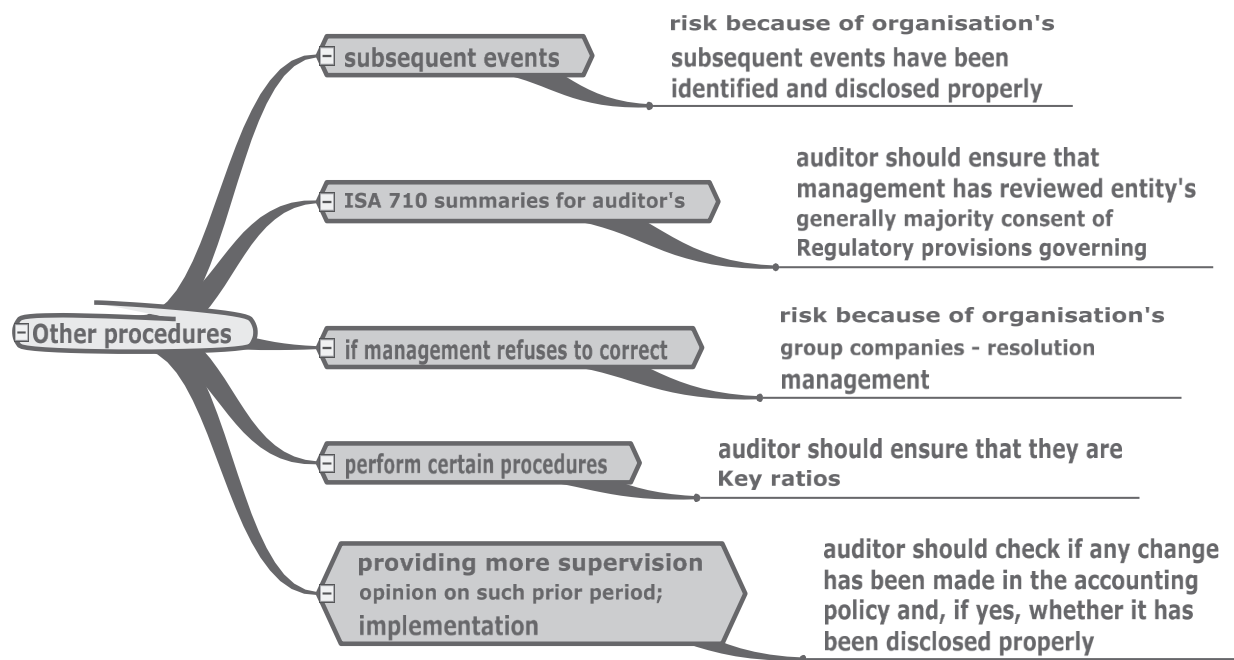 risk because of organisation's
subsequent events
subsequent events have been
identified and disclosed properly
ISA 710 summaries for auditor's
auditor should ensure that
management has reviewed entity's
generally majority consent of
Regulatory provisions governing
Other procedures
if management refuses to correct
risk because of organisation's
group companies - resolution
management
perform certain procedures
auditor should ensure that they are
Key ratios
providing more supervision
opinion on such prior period;
implementation
auditor should check if any change
has been made in the accounting
policy and, if yes, whether it has
been disclosed properly